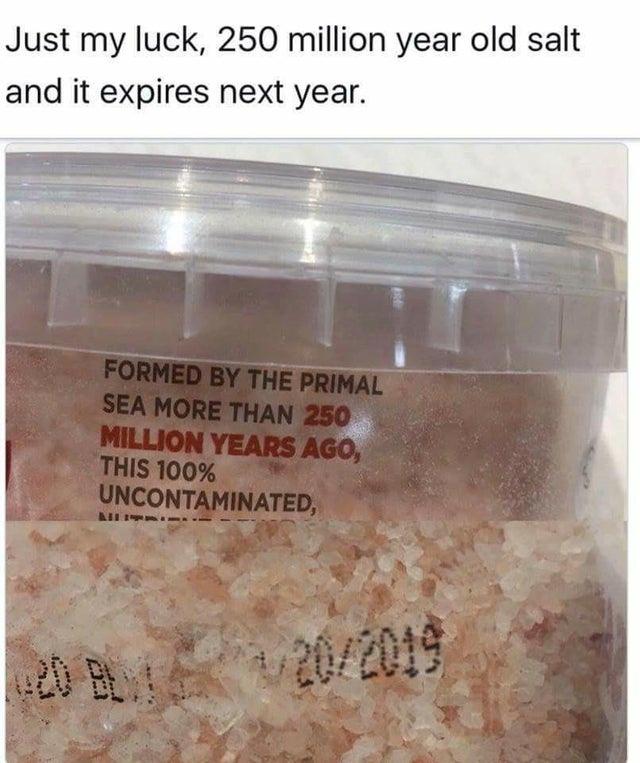 Just my luck, 250 million year old salt
and it expires next year.
FORMED BY THE PRIMAL
SEA MORE THAN 250
MILLION YEARS AGO,
THIS 100%
UNCONTAMINATED,
20/2019